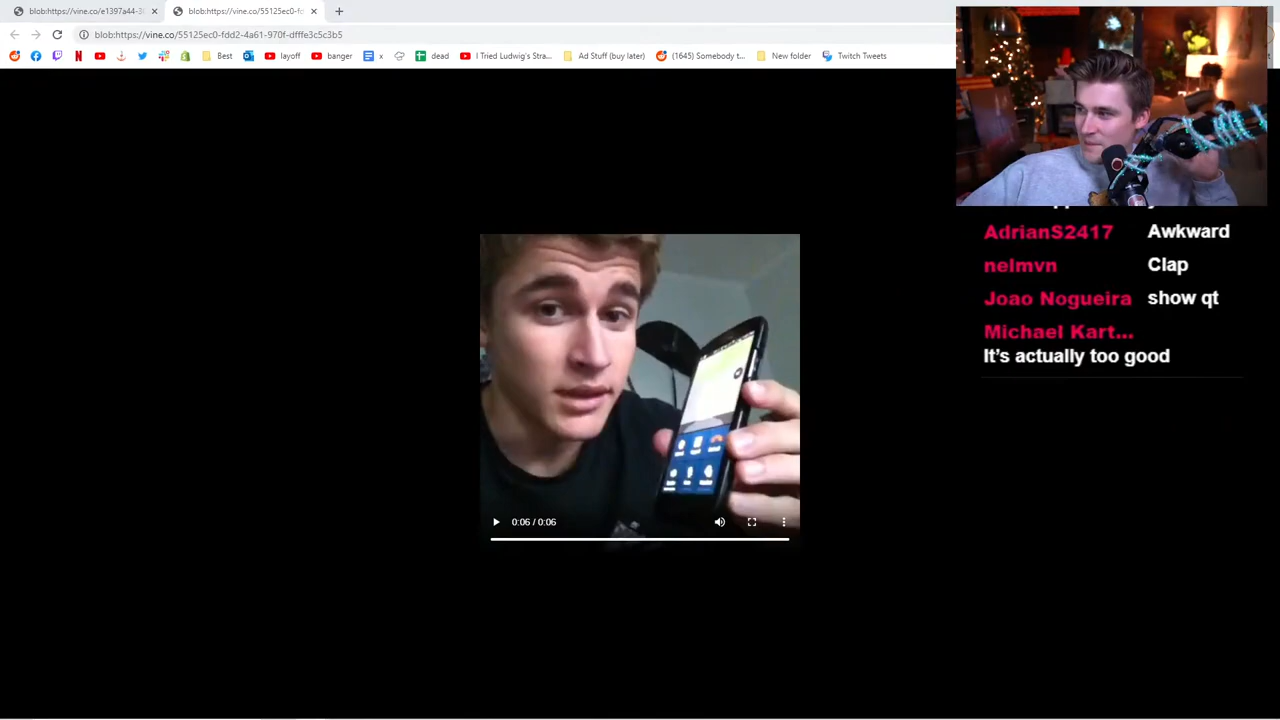 blob:https://vine.co/e1397a44-3
blob:https://vine.co/55125ec0-fd
blob:https://vine.co/55125ec0-fdd2-4a61-970f-dfffe3c5c3b5
Best
layoff
banger
x
dead
I Tried Ludwig's Stra...
Ad Stuff (buy later)
(1645) Somebody t...
New folder
Twitch Tweets
AdrianS2417 Awkward
nelmvn Clap
Joao Nogueira show qt
Michael Kart...
It's actually too good
0:06 / 0:06